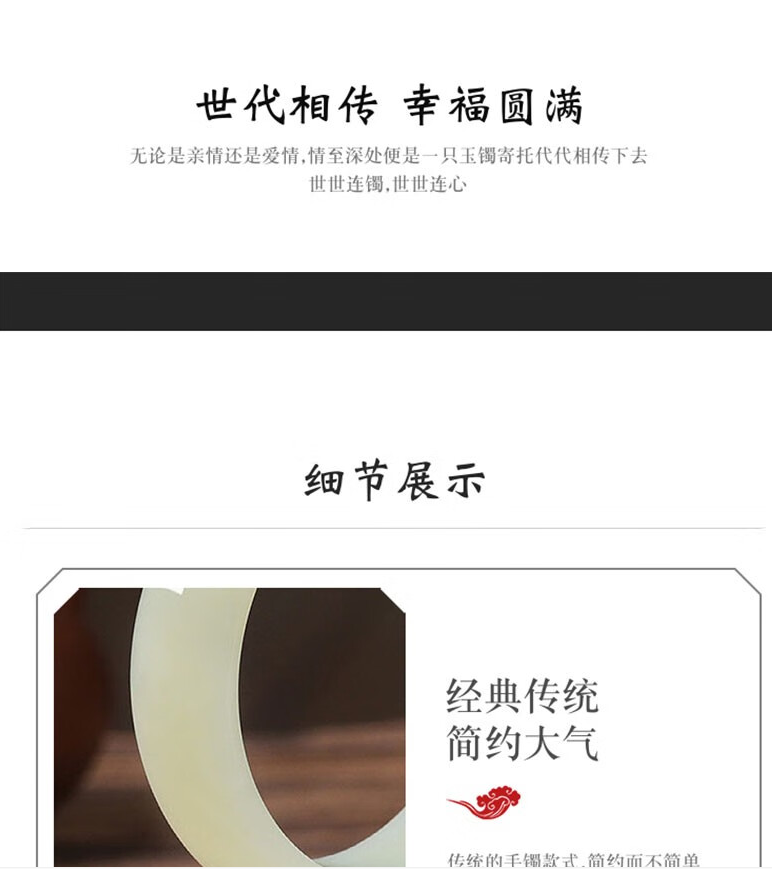 世代相传 幸福圆满
无论是亲情还是爱情,情至深处便是一只玉镯寄托代代相传下去
世世连镯,世世连心
细节展示
经典传统
简约大气
传统的手镯款式,简约而不简单